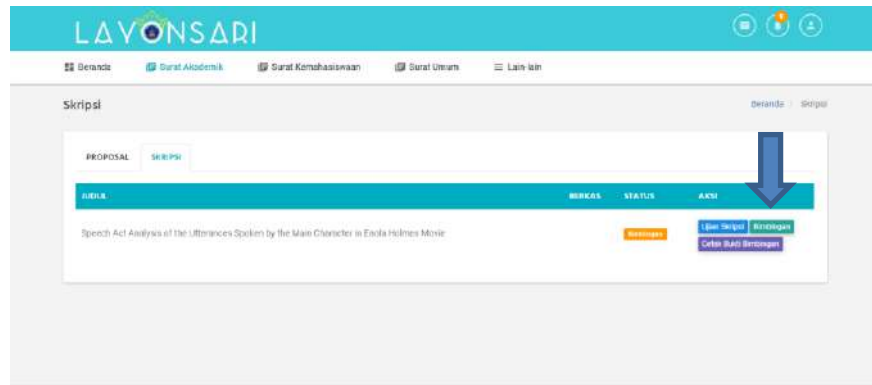 LAYONSARI
Beranda Surat Akademik Surat Kemahasiswaan Surat Umum Lain-lain
Skripsi Beranda Skripsi
PROPOSAL SKRIPSI
JUDUL BERKAS STATUS AKSI
Speech Act Analysis of the Utterances Spoken by the Main Character in Enola Holmes Movie Bimbingan Ujian Skripsi Bimbingan
Cetak Bukti Bimbingan